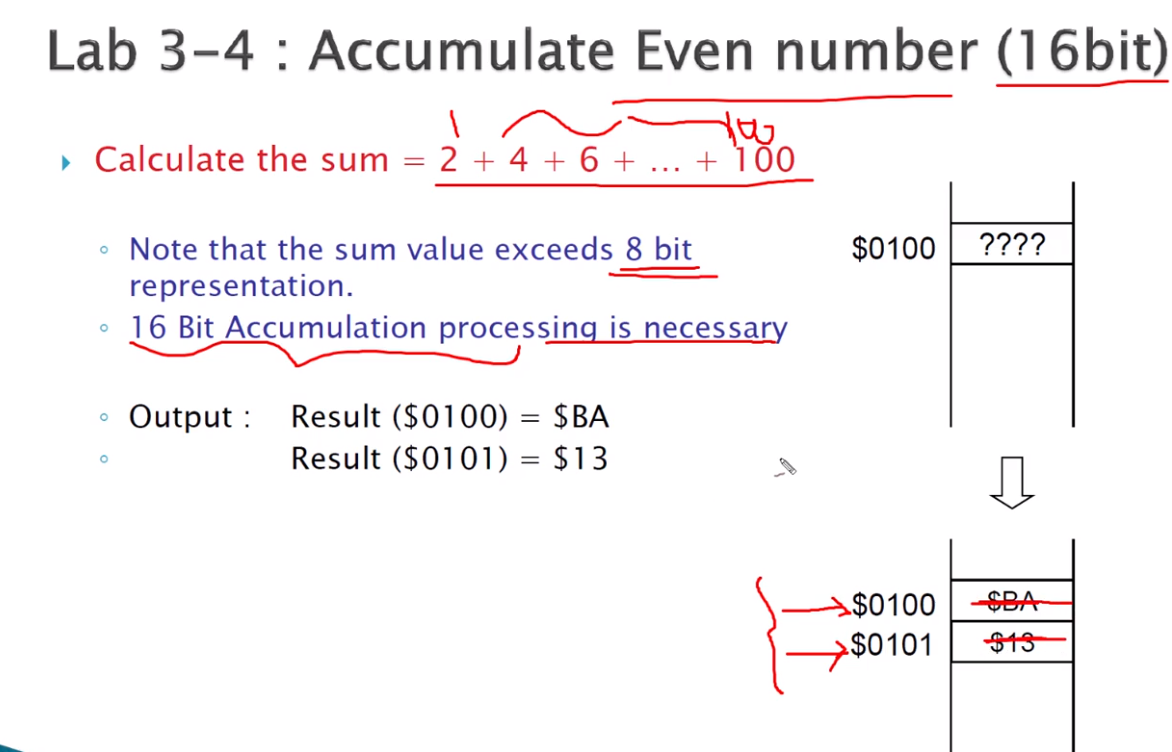 Lab 3-4 : Accumulate Even number (16bit)
1 100
Calculate the sum = 2 + 4 + 6 + ... + 100
Note that the sum value exceeds 8 bit
representation.
16 Bit Accumulation processing is necessary
Output : Result ($0100) = $BA
Result ($0101) = $13
$0100 ????
$0100 $BA
$0101 $13